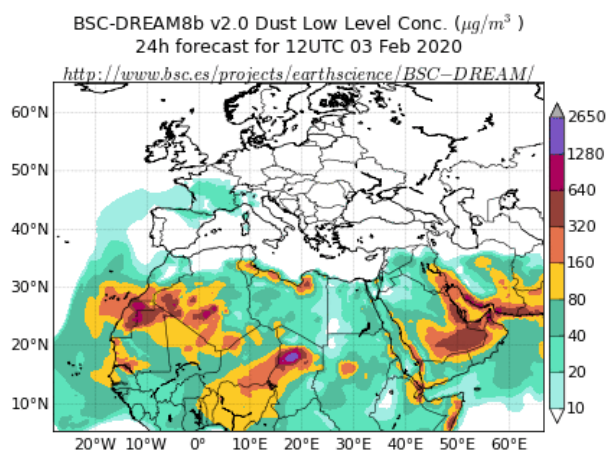 BSC-DREAM8b v2.0 Dust Low Level Conc. (μg/m³ )
24h forecast for 12UTC 03 Feb 2020
http://www.bsc.es/projects/earthscience/BSC−DREAM/
60°N
50°N
40°N
30°N
20°N
10°N
20°W 10°W 0° 10°E 20°E 30°E 40°E 50°E 60°E
2650
1280
640
320
160
80
40
20
10